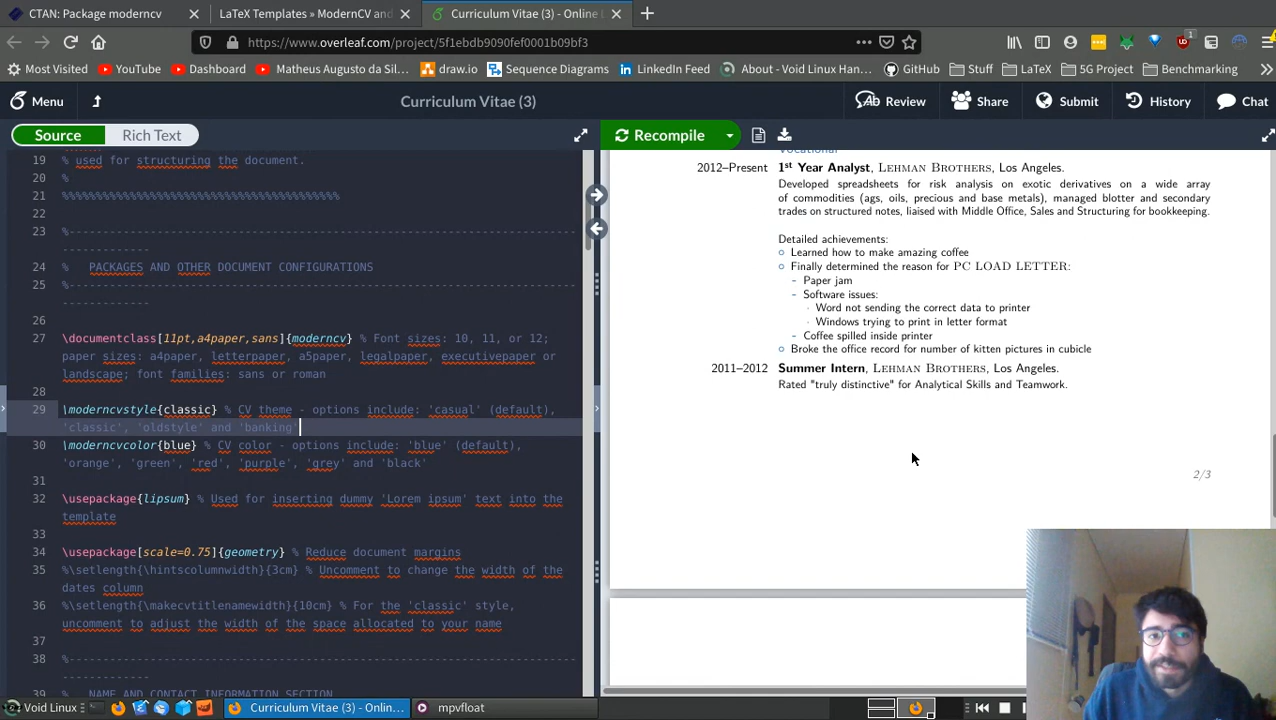 CTAN: Package moderncv
LaTeX Templates » ModernCV and
Curriculum Vitae (3) - Online L
https://www.overleaf.com/project/5f1ebdb9090fef0001b09bf3
1
Most Visited
YouTube
Dashboard
Matheus Augusto da Sil…
draw.io
Sequence Diagrams
LinkedIn Feed
About - Void Linux Han…
GitHub
Stuff
LaTeX
5G Project
Benchmarking
Menu
Curriculum Vitae (3)
Review
Share
Submit
History
Chat
Source
Rich Text
Recompile
19 % used for structuring the document.
20 %
21 %%%%%%%%%%%%%%%%%%%%%%%%%%%%%%%%%%%%%%%%%
22
23 %----------------------------------------------------------------------------
-------------
24 % PACKAGES AND OTHER DOCUMENT CONFIGURATIONS
25 %----------------------------------------------------------------------------
-------------
26
27 \documentclass[11pt,a4paper,sans]{moderncv} % Font sizes: 10, 11, or 12;
paper sizes: a4paper, letterpaper, a5paper, legalpaper, executivepaper or
landscape; font families: sans or roman
28
29 \moderncvstyle{classic} % CV theme - options include: 'casual' (default),
'classic', 'oldstyle' and 'banking'
30 \moderncvcolor{blue} % CV color - options include: 'blue' (default),
'orange', 'green', 'red', 'purple', 'grey' and 'black'
31
32 \usepackage{lipsum} % Used for inserting dummy 'Lorem ipsum' text into the
template
33
34 \usepackage[scale=0.75]{geometry} % Reduce document margins
35 %\setlength{\hintscolumnwidth}{3cm} % Uncomment to change the width of the
dates column
36 %\setlength{\makecvtitlenamewidth}{10cm} % For the 'classic' style,
uncomment to adjust the width of the space allocated to your name
37
38 %----------------------------------------------------------------------------
-------------
39 % NAME AND CONTACT INFORMATION SECTION
Vocational
2012–Present 1st Year Analyst, LEHMAN BROTHERS, Los Angeles.
Developed spreadsheets for risk analysis on exotic derivatives on a wide array
of commodities (ags, oils, precious and base metals), managed blotter and secondary
trades on structured notes, liaised with Middle Office, Sales and Structuring for bookkeeping.
Detailed achievements:
○ Learned how to make amazing coffee
○ Finally determined the reason for PC LOAD LETTER:
– Paper jam
– Software issues:
· Word not sending the correct data to printer
· Windows trying to print in letter format
– Coffee spilled inside printer
○ Broke the office record for number of kitten pictures in cubicle
2011–2012 Summer Intern, LEHMAN BROTHERS, Los Angeles.
Rated "truly distinctive" for Analytical Skills and Teamwork.
2/3
Void Linux
Curriculum Vitae (3) - Onlin…
mpvfloat